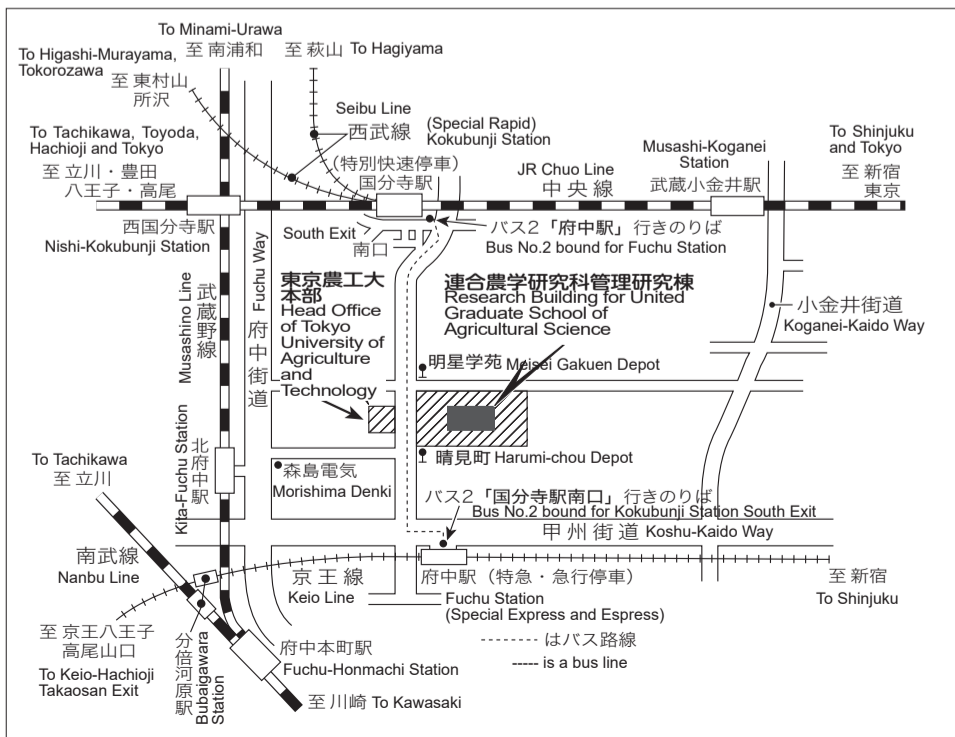 To Minami-Urawa
至 南浦和
至 萩山 To Hagiyama
To Higashi-Murayama,
Tokorozawa
至 東村山
所沢
Seibu Line
西武線
(Special Rapid)
Kokubunji Station
(特別快速停車)
国分寺駅
To Tachikawa, Toyoda,
Hachioji and Tokyo
至 立川・豊田
八王子・高尾
JR Chuo Line
中央線
Musashi-Koganei
Station
武蔵小金井駅
To Shinjuku
and Tokyo
至 新宿
東京
西国分寺駅
Nishi-Kokubunji Station
South Exit
南口
バス2「府中駅」行きのりば
Bus No.2 bound for Fuchu Station
Fuchu Way
府中街道
Musashino Line
武蔵野線
東京農工大
本部
Head Office
of Tokyo
University of
Agriculture
and
Technology
連合農学研究科管理研究棟
Research Building for United
Graduate School of
Agricultural Science
小金井街道
Koganei-Kaido Way
明星学苑 Meisei Gakuen Depot
Kita-Fuchu Station
北府中駅
森島電気
Morishima Denki
晴見町 Harumi-chou Depot
To Tachikawa
至 立川
バス2「国分寺駅南口」行きのりば
Bus No.2 bound for Kokubunji Station South Exit
甲州街道 Koshu-Kaido Way
南武線
Nanbu Line
京王線
Keio Line
府中駅（特急・急行停車）
Fuchu Station
(Special Express and Espress)
至 新宿
To Shinjuku
至 京王八王子
高尾山口
To Keio-Hachioji
Takaosan Exit
分倍河原駅
Bubaigawara
Station
府中本町駅
Fuchu-Honmachi Station
至 川崎 To Kawasaki
------- はバス路線
----- is a bus line